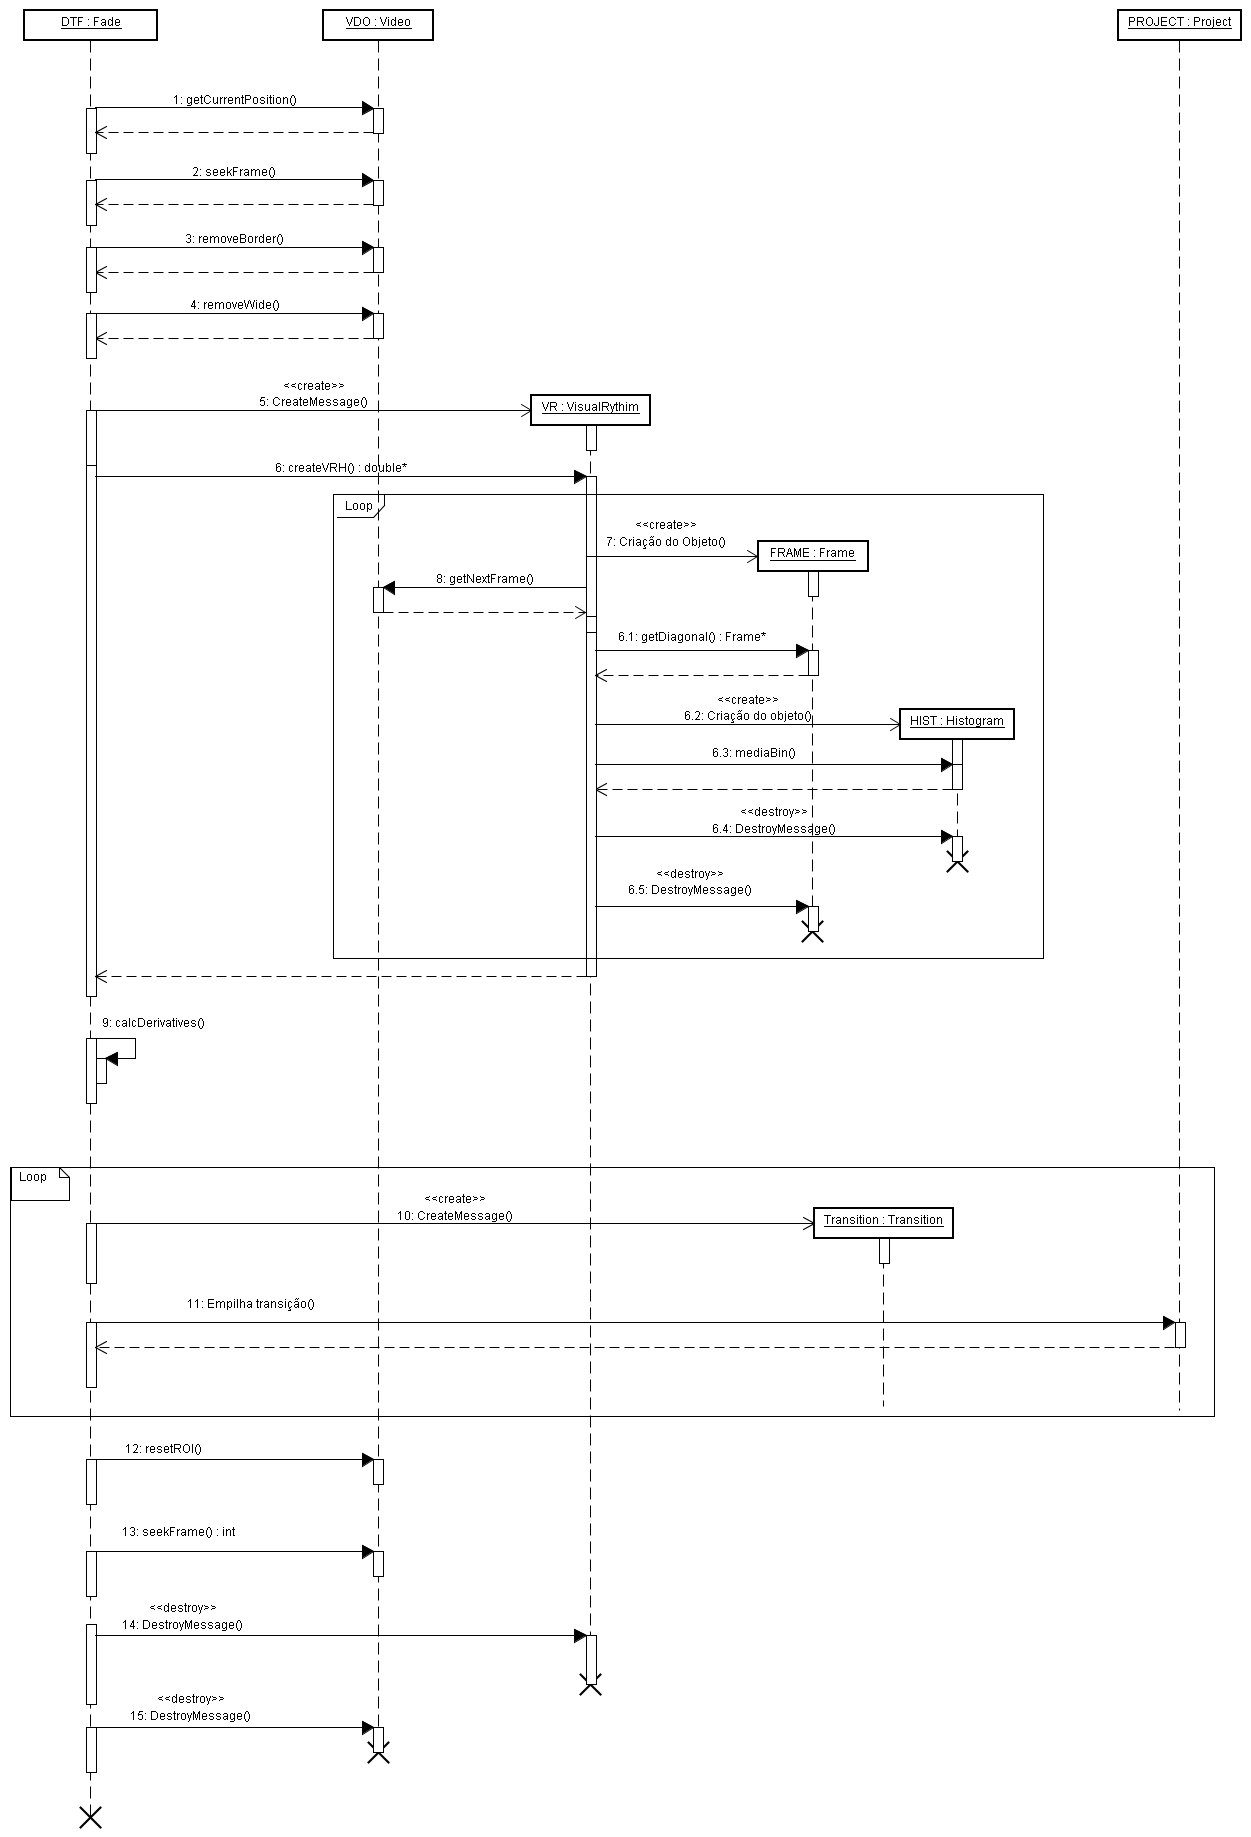 DTF : Fade
VDO : Video
PROJECT : Project
1: getCurrentPosition()
2: seekFrame()
3: removeBorder()
4: removeWide()
<<create>>
5: CreateMessage()
VR : VisualRythim
6: createVRH() : double*
Loop
<<create>>
7: Criação do Objeto()
FRAME : Frame
8: getNextFrame()
6.1: getDiagonal() : Frame*
<<create>>
6.2: Criação do objeto()
HIST : Histogram
6.3: mediaBin()
<<destroy>>
6.4: DestroyMessage()
<<destroy>>
6.5: DestroyMessage()
9: calcDerivatives()
Loop
<<create>>
10: CreateMessage()
Transition : Transition
11: Empilha transição()
12: resetROI()
13: seekFrame() : int
<<destroy>>
14: DestroyMessage()
<<destroy>>
15: DestroyMessage()